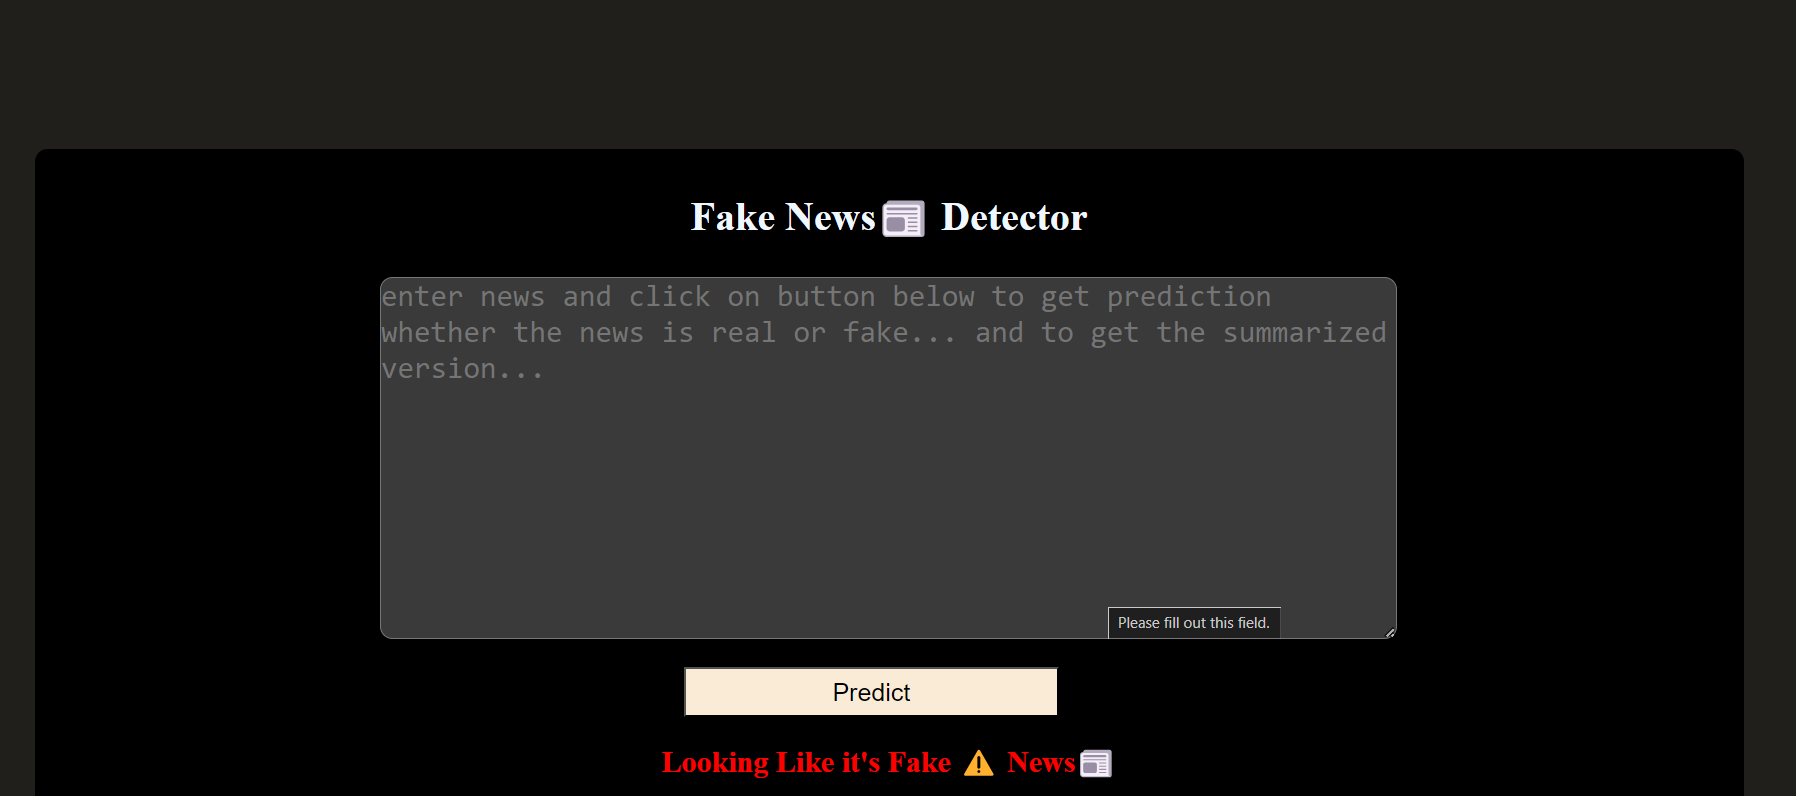 Fake News📰 Detector
enter news and click on button below to get prediction
whether the news is real or fake... and to get the summarized
version...
Please fill out this field.
Predict
Looking Like it's Fake ⚠️ News📰